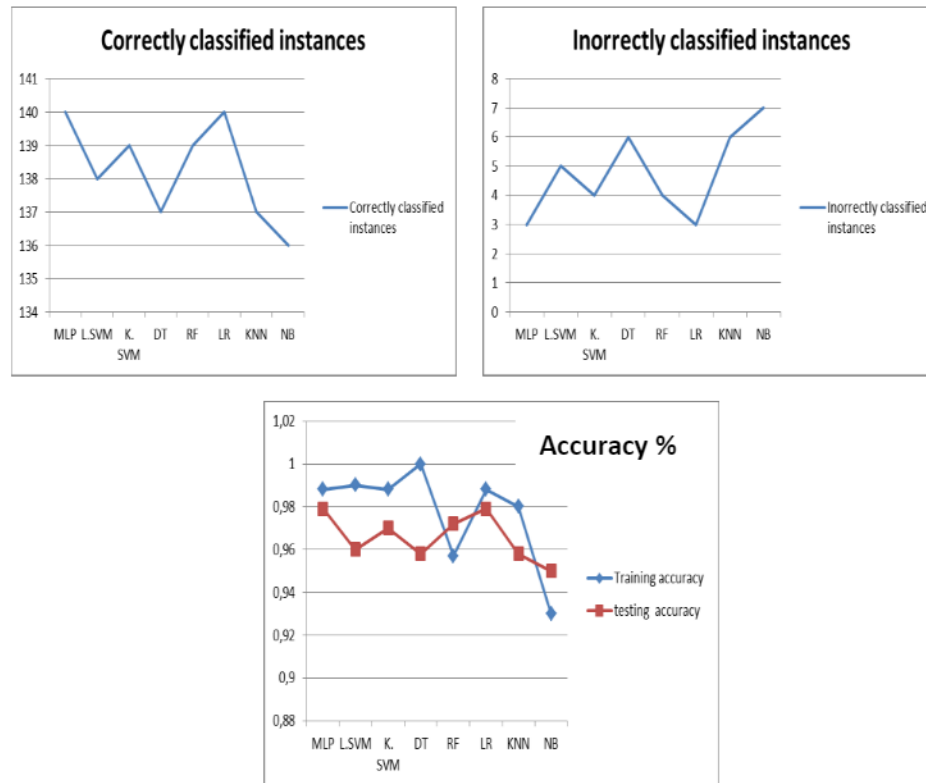 Correctly classified instances
141
140
139
138
137
136
135
134
MLP L.SVM K. SVM DT RF LR KNN NB
Correctly classified
instances
Inorrectly classified instances
8
7
6
5
4
3
2
1
0
MLP L.SVM K. SVM DT RF LR KNN NB
Inorrectly classified
instances
Accuracy %
1,02
1
0,98
0,96
0,94
0,92
0,9
0,88
MLP L.SVM K. SVM DT RF LR KNN NB
Training accuracy
testing accuracy